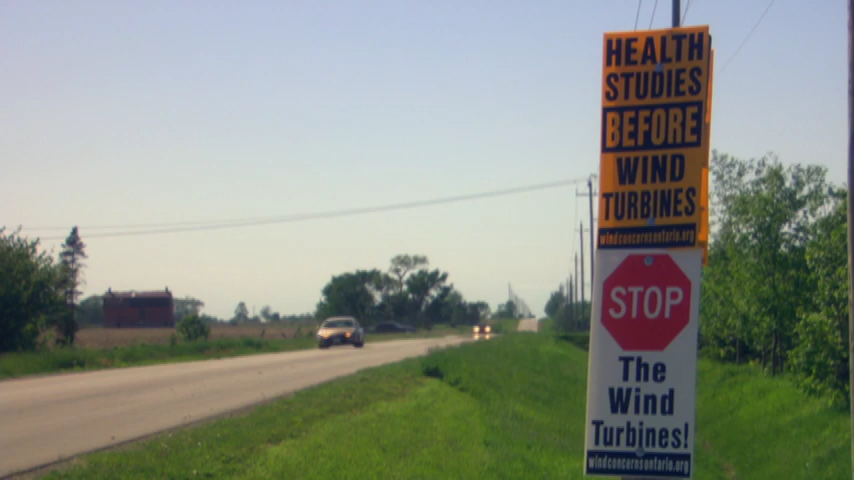 HEALTH
STUDIES
BEFORE
WIND
TURBINES
windconcernsontario.org
STOP
The
Wind
Turbines!
windconcernsontario.org